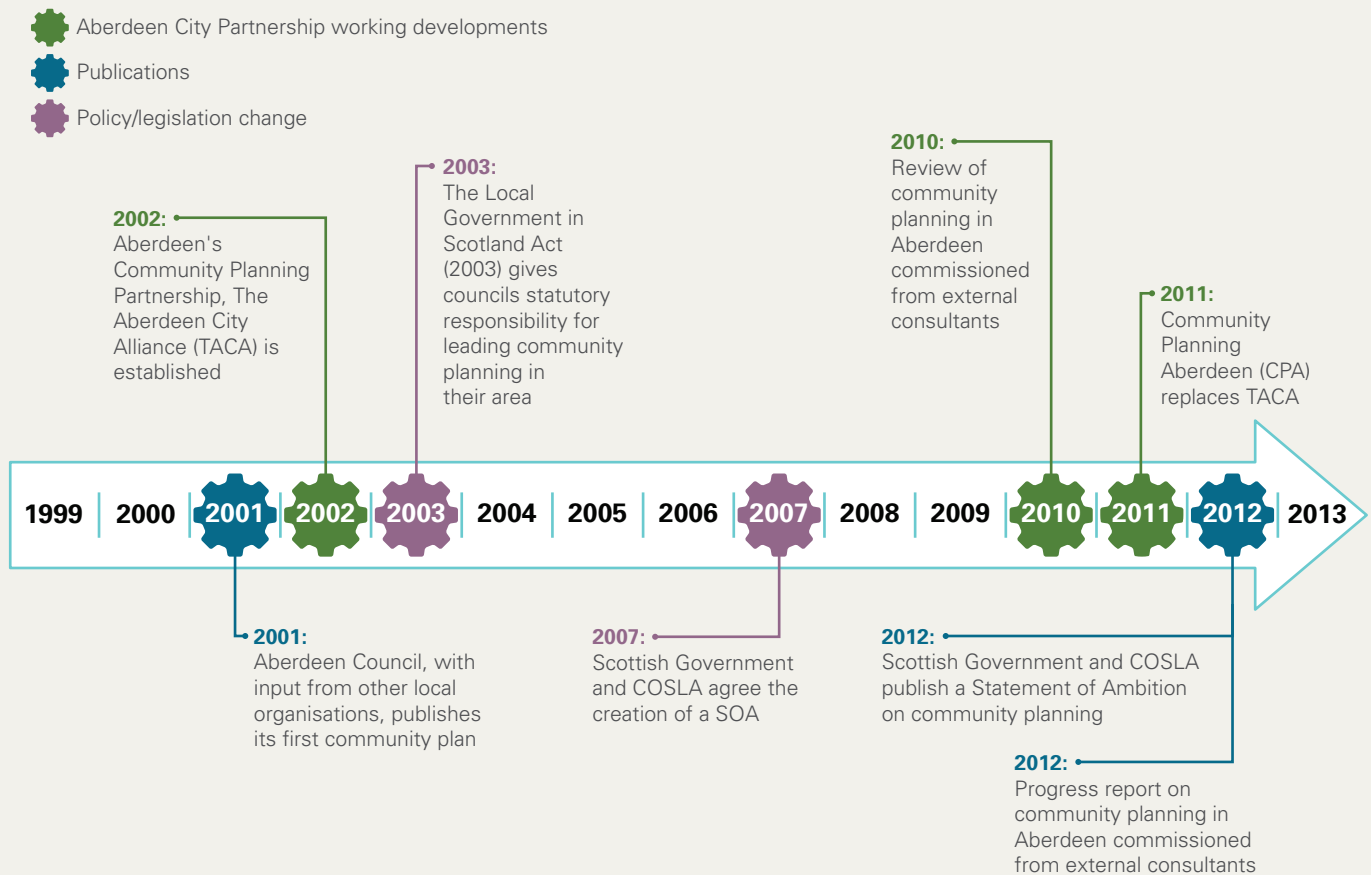 Aberdeen City Partnership working developments
Publications
Policy/legislation change
2002:
Aberdeen's
Community Planning
Partnership, The
Aberdeen City
Alliance (TACA) is
established
2003:
The Local
Government in
Scotland Act
(2003) gives
councils statutory
responsibility for
leading community
planning in
their area
2010:
Review of
community
planning in
Aberdeen
commissioned
from external
consultants
2011:
Community
Planning
Aberdeen (CPA)
replaces TACA
1999 2000 2001 2002 2003 2004 2005 2006 2007 2008 2009 2010 2011 2012 2013
2001:
Aberdeen Council, with
input from other local
organisations, publishes
its first community plan
2007:
Scottish Government
and COSLA agree the
creation of a SOA
2012:
Scottish Government and COSLA
publish a Statement of Ambition
on community planning
2012:
Progress report on
community planning in
Aberdeen commissioned
from external consultants